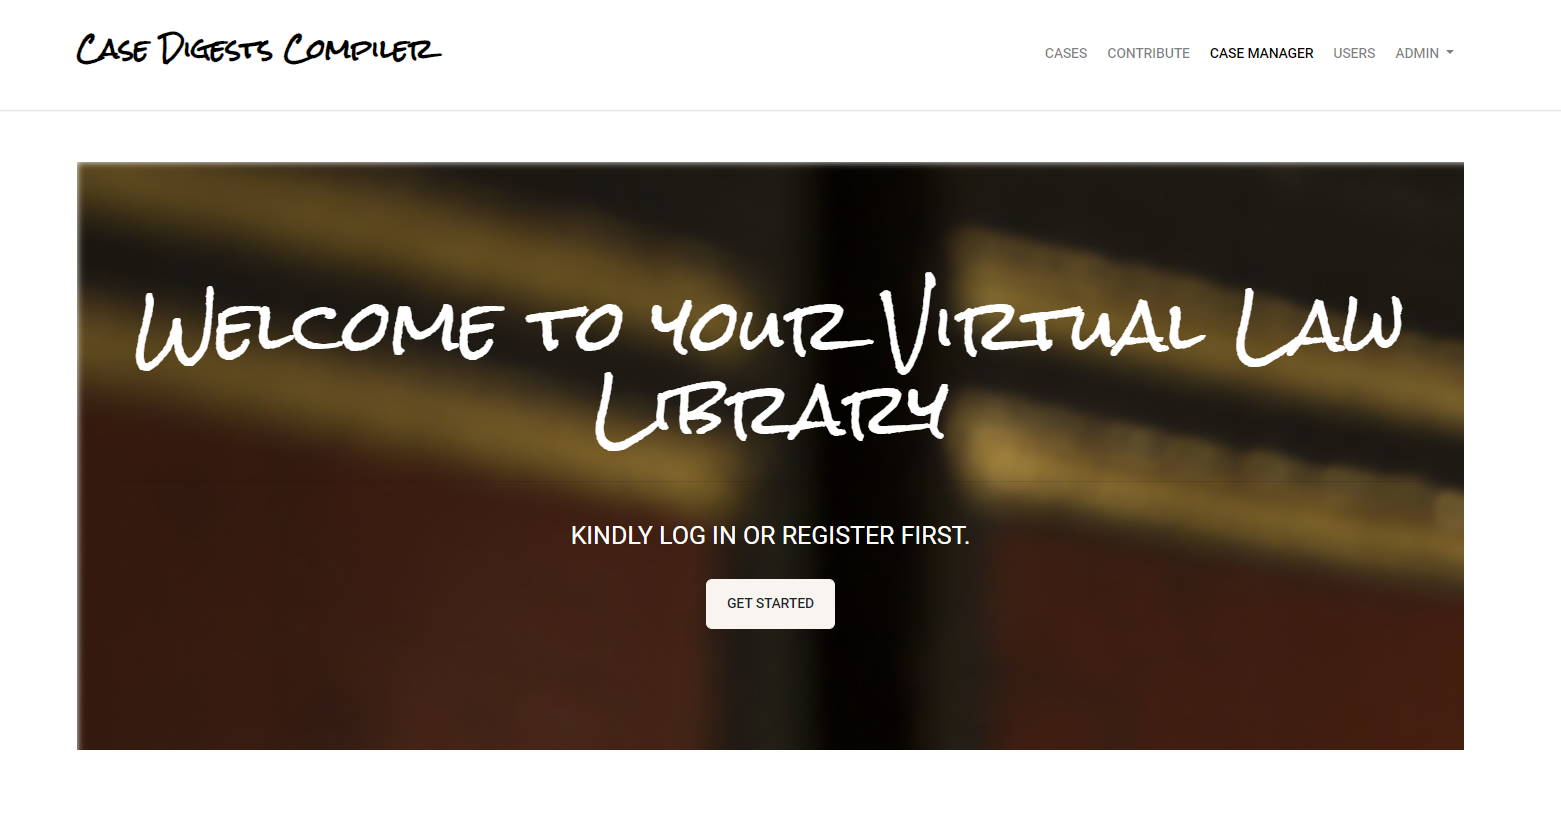 Case Digests Compiler
CASES CONTRIBUTE CASE MANAGER USERS ADMIN
Welcome to your Virtual Law
Library
KINDLY LOG IN OR REGISTER FIRST.
GET STARTED